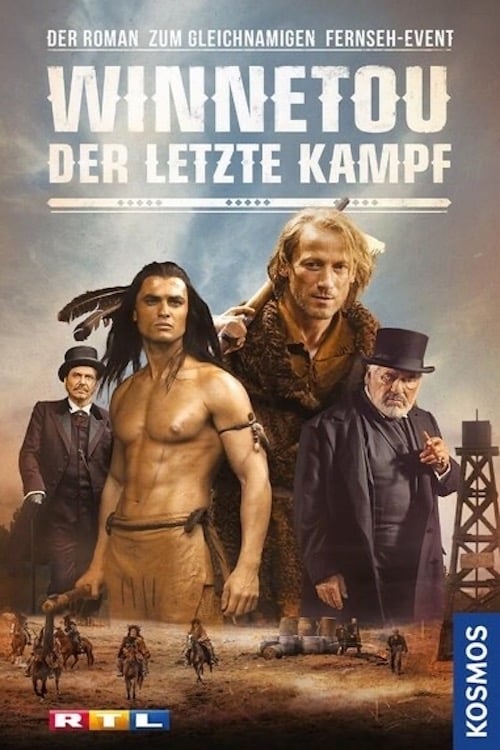 DER ROMAN ZUM GLEICHNAMIGEN FERNSEH-EVENT
WINNETOU
DER LETZTE KAMPF
RTL
KOSMOS